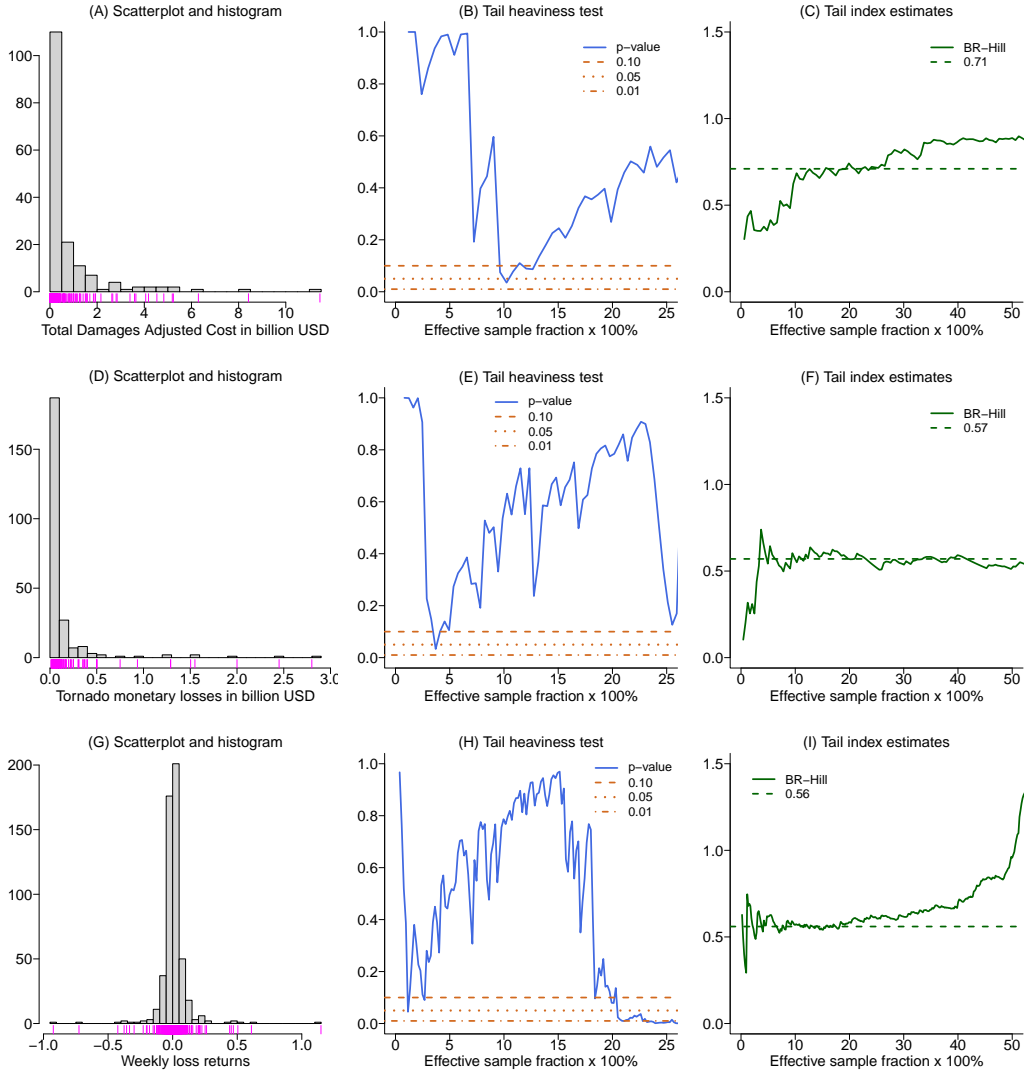 (A) Scatterplot and histogram
100
80
60
40
20
0
0 2 4 6 8 10
Total Damages Adjusted Cost in billion USD
(B) Tail heaviness test
1.0
0.8
0.6
0.4
0.2
0.0
p−value
0.10
0.05
0.01
0 5 10 15 20 25
Effective sample fraction x 100%
(C) Tail index estimates
1.5
1.0
0.5
0.0
BR−Hill
0.71
0 10 20 30 40 50
Effective sample fraction x 100%
(D) Scatterplot and histogram
150
100
50
0
0.0 0.5 1.0 1.5 2.0 2.5 3.0
Tornado monetary losses in billion USD
(E) Tail heaviness test
1.0
0.8
0.6
0.4
0.2
0.0
p−value
0.10
0.05
0.01
0 5 10 15 20 25
Effective sample fraction x 100%
(F) Tail index estimates
1.5
1.0
0.5
0.0
BR−Hill
0.57
0 10 20 30 40 50
Effective sample fraction x 100%
(G) Scatterplot and histogram
200
150
100
50
0
−1.0 −0.5 0.0 0.5 1.0
Weekly loss returns
(H) Tail heaviness test
1.0
0.8
0.6
0.4
0.2
0.0
p−value
0.10
0.05
0.01
0 5 10 15 20 25
Effective sample fraction x 100%
(I) Tail index estimates
1.5
1.0
0.5
0.0
BR−Hill
0.56
0 10 20 30 40 50
Effective sample fraction x 100%